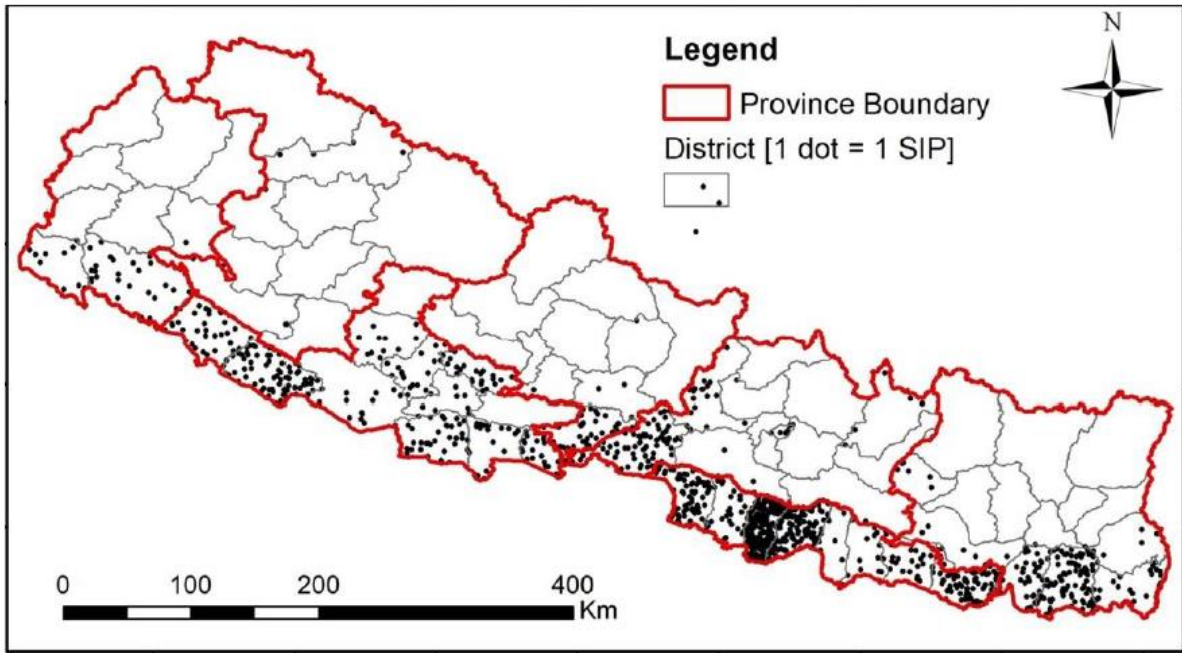 N
Legend
Province Boundary
District [1 dot = 1 SIP]
0 100 200 400
Km